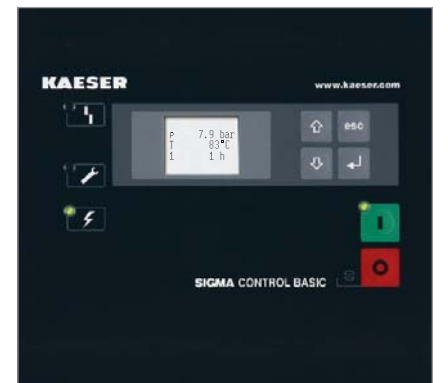 KAESER
www.kaeser.com
P 7.9 bar
T 83°C
1 1 h
esc
I
O
SIGMA CONTROL BASIC